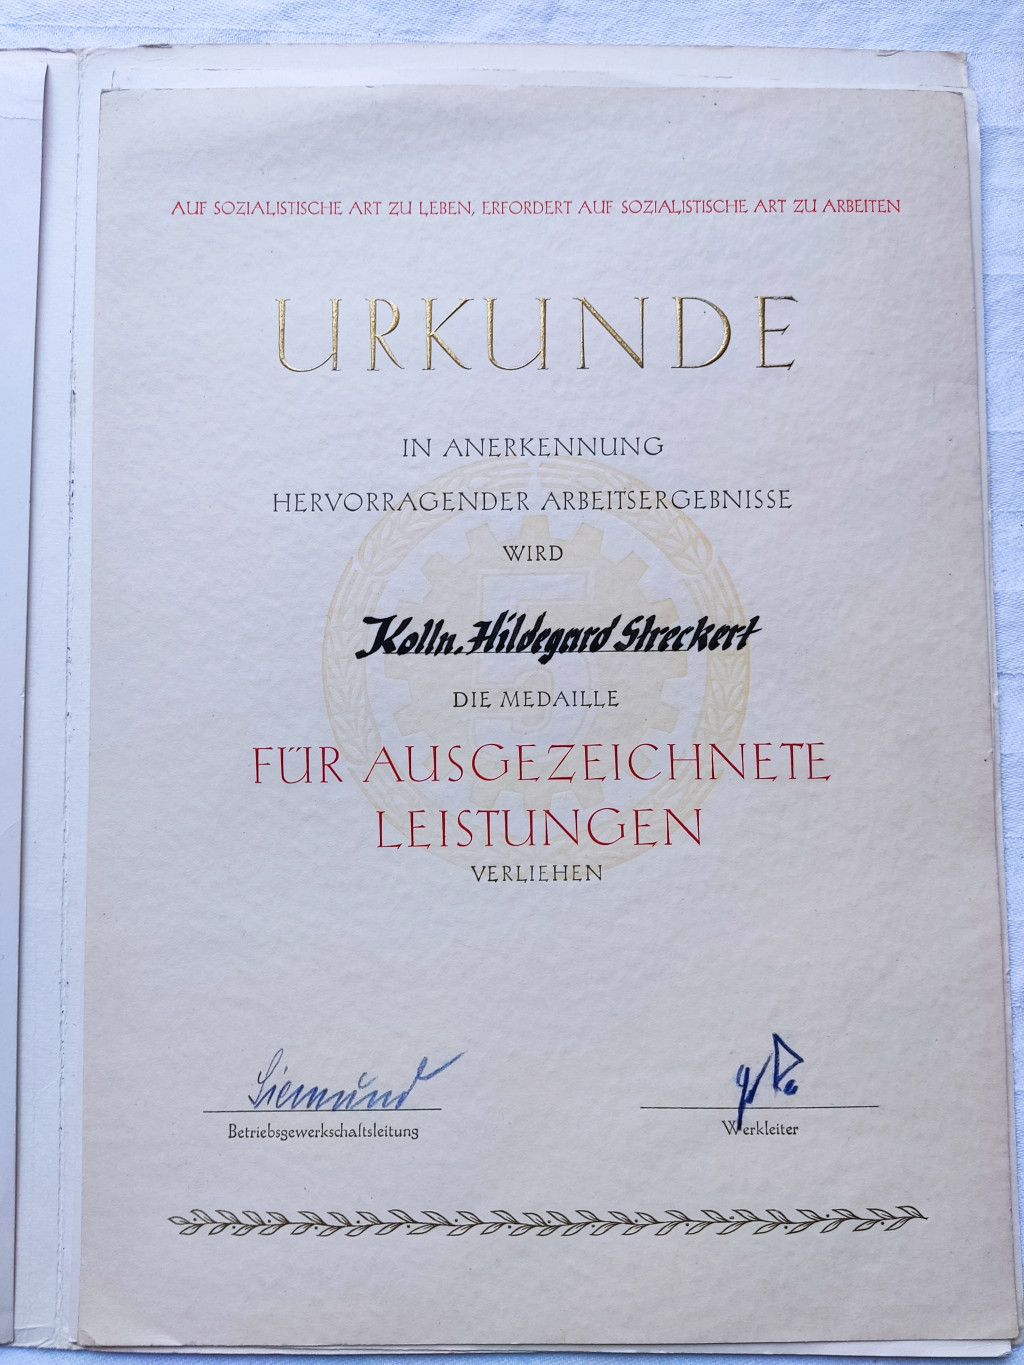 AUF SOZIALISTISCHE ART ZU LEBEN, ERFORDERT AUF SOZIALISTISCHE ART ZU ARBEITEN
URKUNDE
IN ANERKENNUNG
HERVORRAGENDER ARBEITSERGEBNISSE
WIRD
Kolln. Hildegard Streckert
DIE MEDAILLE
FÜR AUSGEZEICHNETE
LEISTUNGEN
VERLIEHEN
Siemund
Betriebsgewerkschaftsleitung
Werkleiter